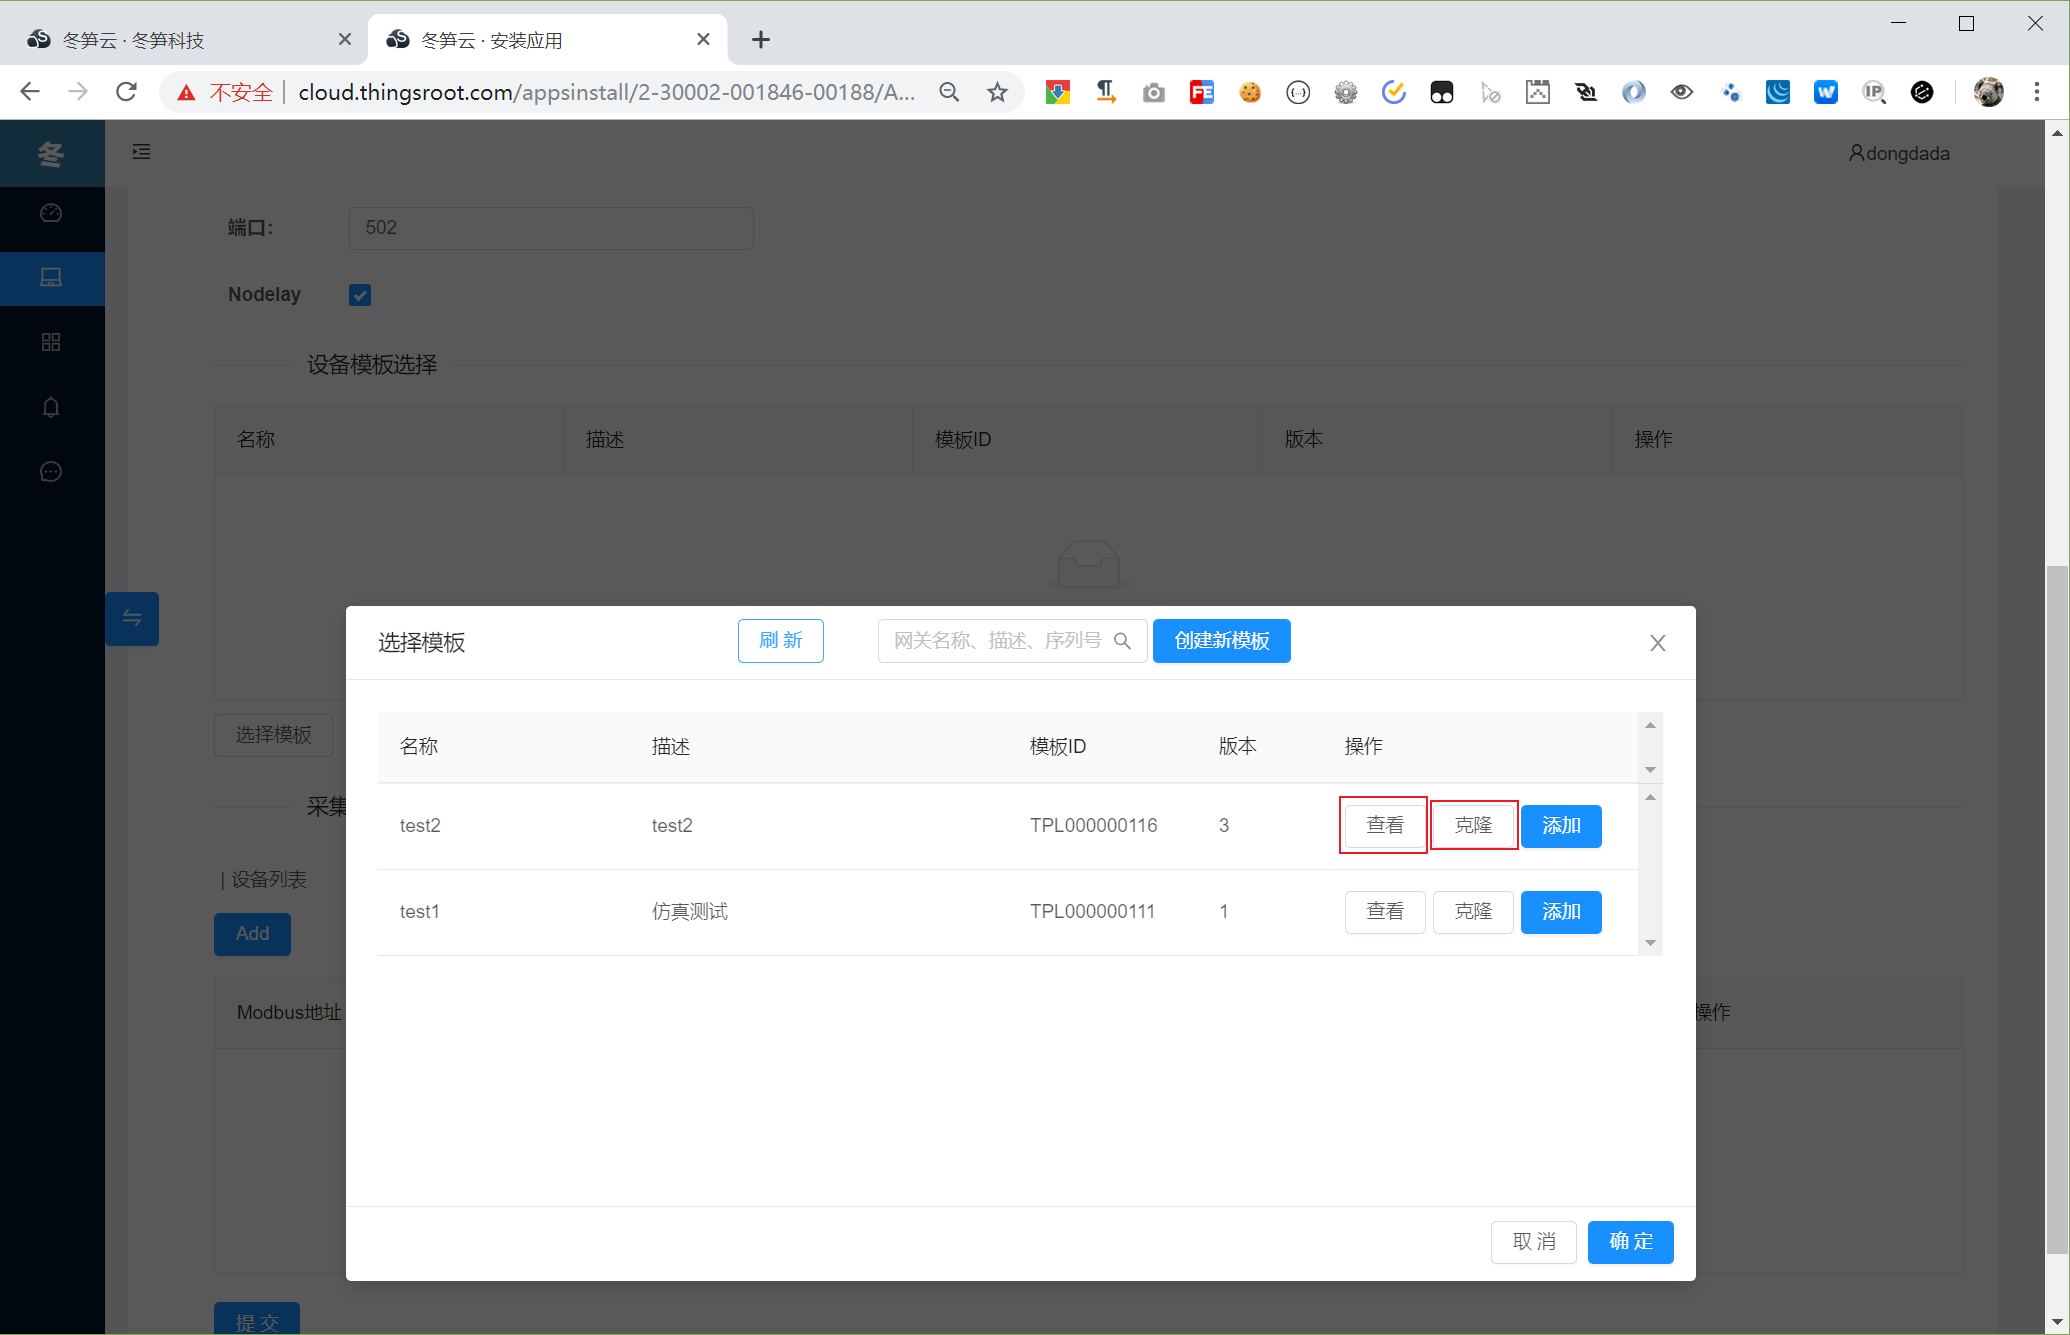 冬笋云 · 冬笋科技
冬笋云 · 安装应用
不安全
cloud.thingsroot.com/appsinstall/2-30002-001846-00188/A...
冬
dongdada
端口:
502
Nodelay
设备模板选择
名称 描述 模板ID 版本 操作
选择模板
刷 新
网关名称、描述、序列号
创建新模板
选择模板
名称 描述 模板ID 版本 操作
test2 test2 TPL000000116 3 查看 克隆 添加
test1 仿真测试 TPL000000111 1 查看 克隆 添加
采集
设备列表
Add
Modbus地址
操作
取 消
确 定
提 交